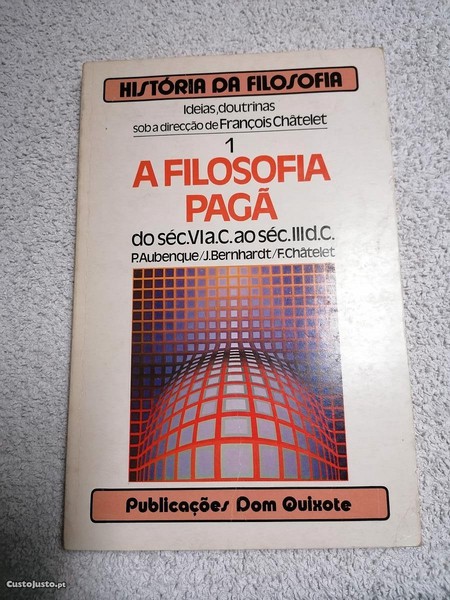 HISTÓRIA DA FILOSOFIA
Ideias, doutrinas
sob a direcção de François Châtelet
1
A FILOSOFIA
PAGÃ
do séc. VI a.C. ao séc. III d.C.
P. Aubenque/J. Bernhardt/F. Châtelet
Publicações Dom Quixote
CustoJusto.pt